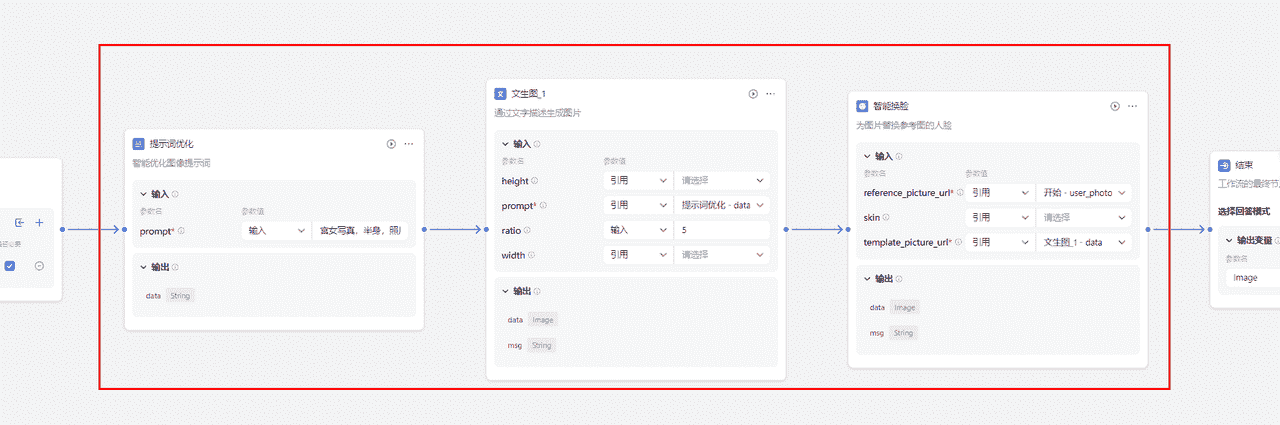 提示词优化
智能优化图像提示词
输入
参数名 参数值
prompt* 输入
输出
data String
文生图_1
通过文字描述生成图片
输入
参数名 参数值
height 引用 请选择
prompt* 引用 提示词优化 - data
ratio 输入 5
width 引用 请选择
输出
data Image
msg String
智能换脸
为图片替换参考图的人脸
输入
参数名 参数值
reference_picture_url* 引用 开始 - user_photo
skin 引用 请选择
template_picture_url* 引用 文生图_1 - data
输出
data Image
msg String
结束
工作流的最终节
选择回答模式
输出变量
参数名
Image